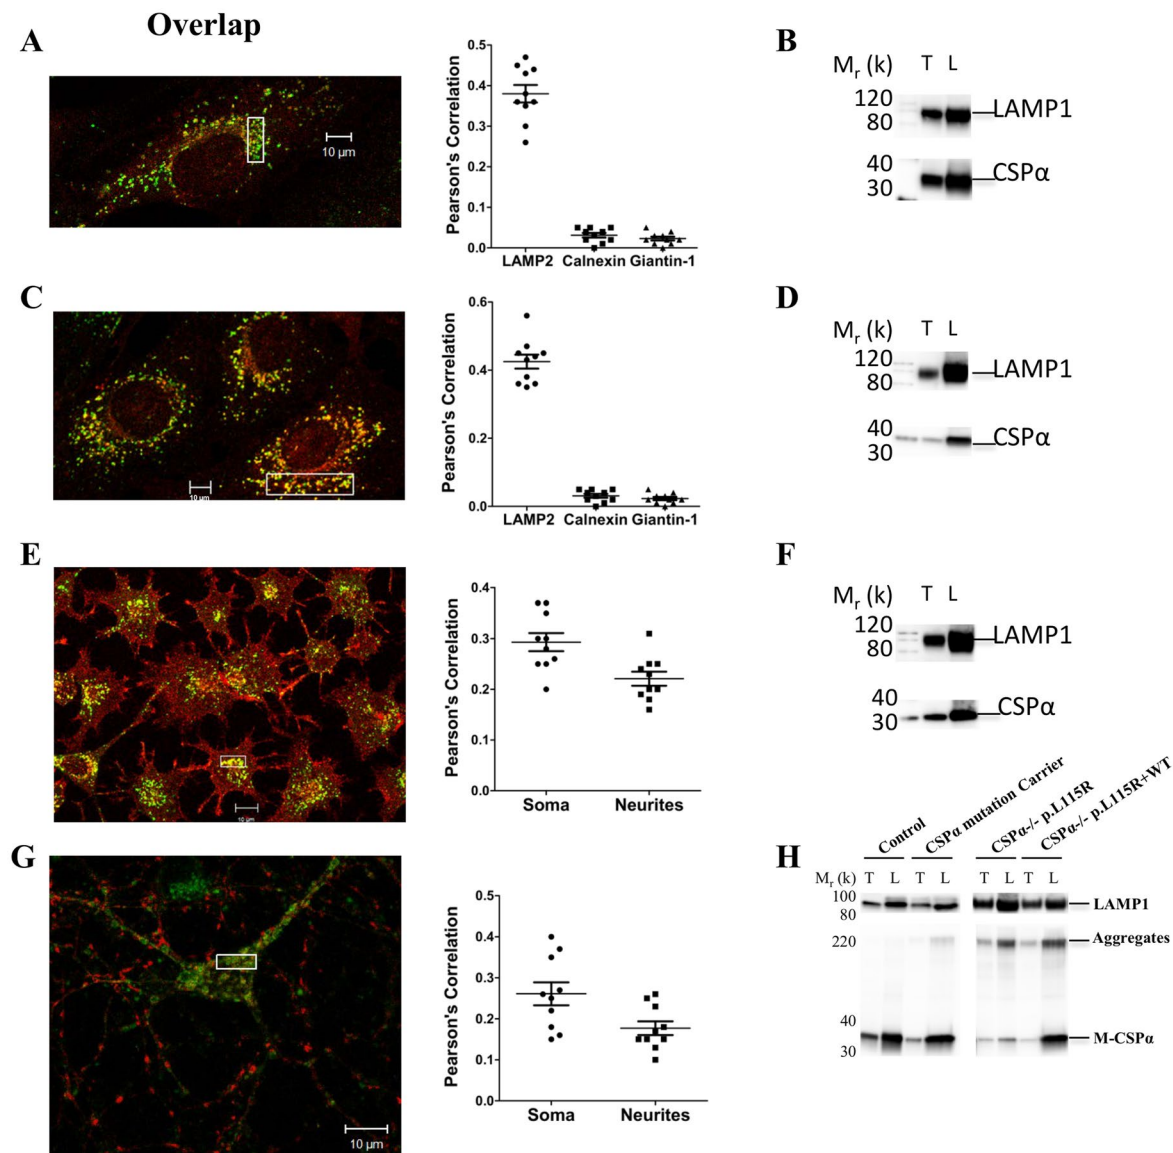 Overlap
A
10 µm
Pearson's Correlation
0.5
0.4
0.3
0.2
0.1
0.0
LAMP2 Calnexin Giantin-1
B
Mr (k) T L
120
80
LAMP1
40
30
CSPα
C
10 µm
Pearson's Correlation
0.6
0.4
0.2
0.0
LAMP2 Calnexin Giantin-1
D
Mr (k) T L
120
80
LAMP1
40
30
CSPα
E
10 µm
Pearson's Correlation
0.4
0.3
0.2
0.1
0.0
Soma Neurites
F
Mr (k) T L
120
80
LAMP1
40
30
CSPα
G
10 µm
Pearson's Correlation
0.5
0.4
0.3
0.2
0.1
0.0
Soma Neurites
H
Control
CSPα mutation Carrier
CSPα-/- p.L115R
CSPα-/- p.L115R+WT
Mr (k) T L T L T L T L
100
80
LAMP1
220
Aggregates
40
30
M-CSPα